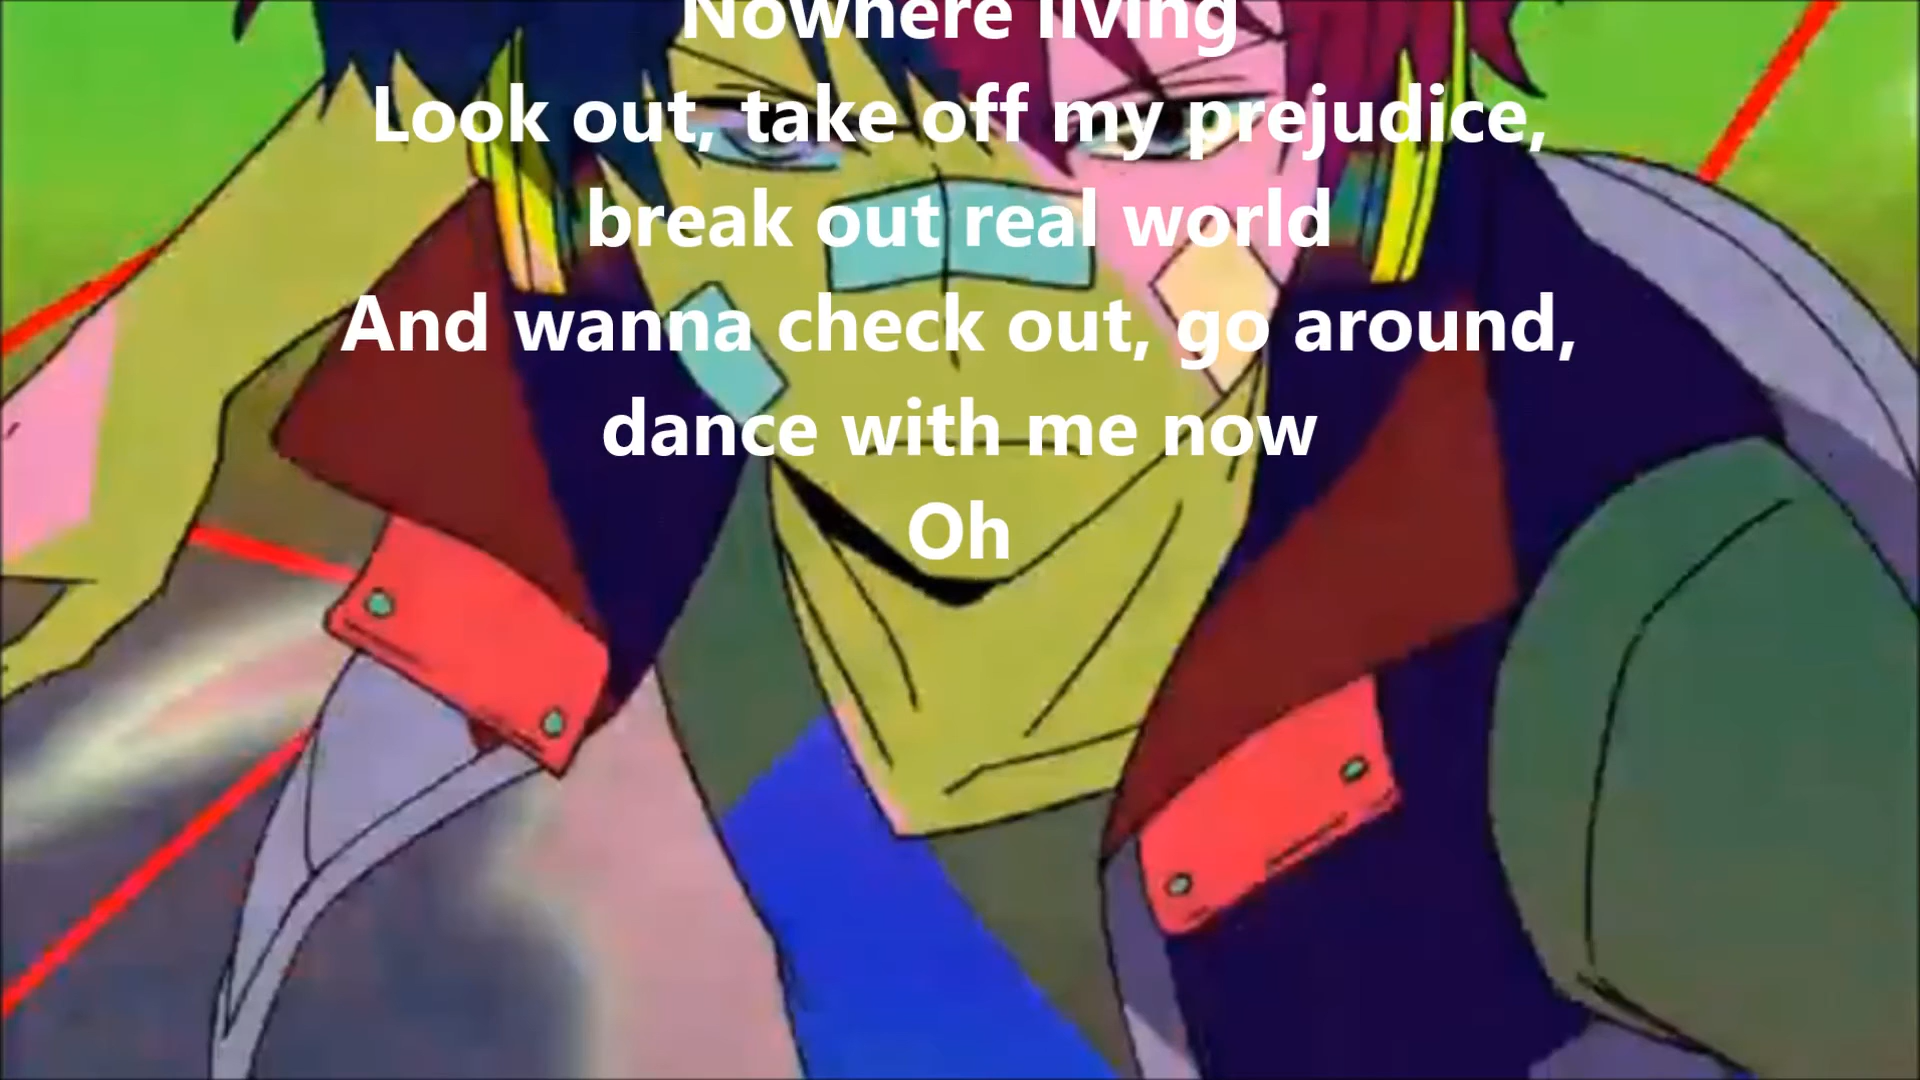 Nowhere living
Look out, take off my prejudice,
break out real world
And wanna check out, go around,
dance with me now
Oh